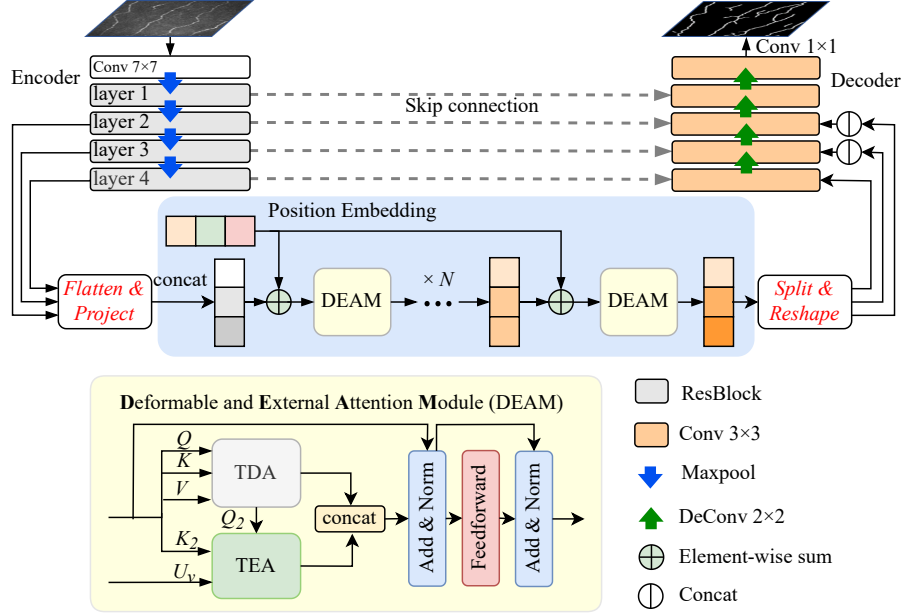 Conv 1×1
Encoder
Conv 7×7
Decoder
layer 1
Skip connection
layer 2
layer 3
layer 4
Position Embedding
concat
× N
Flatten &
Project
DEAM
DEAM
Split &
Reshape
Deformable and External Attention Module (DEAM)
Q
K
V
TDA
Q2
K2
Uv
TEA
concat
Add & Norm
Feedforward
Add & Norm
ResBlock
Conv 3×3
Maxpool
DeConv 2×2
Element-wise sum
Concat